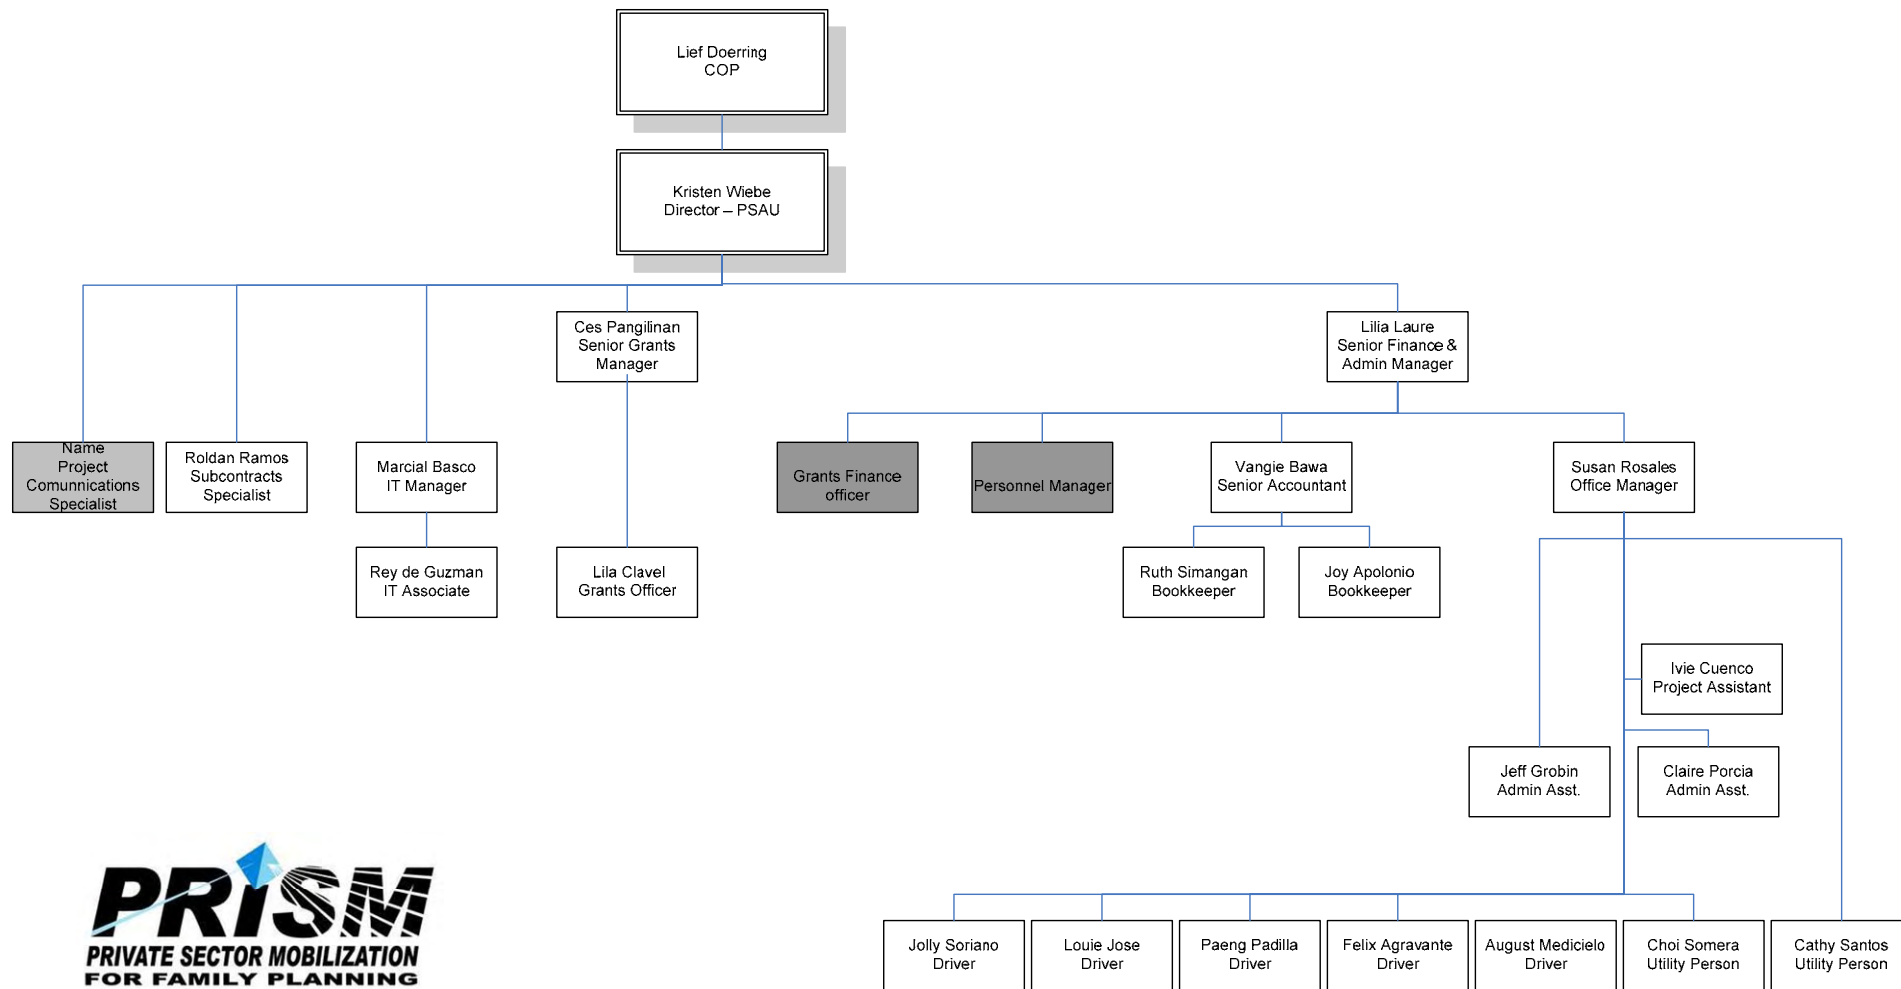 Lief Doerring
COP
Kristen Wiebe
Director – PSAU
Ces Pangilinan
Senior Grants
Manager
Lilia Laure
Senior Finance &
Admin Manager
Name
Project
Comunnications
Specialist
Roldan Ramos
Subcontracts
Specialist
Marcial Basco
IT Manager
Grants Finance
officer
Personnel Manager
Vangie Bawa
Senior Accountant
Susan Rosales
Office Manager
Rey de Guzman
IT Associate
Lila Clavel
Grants Officer
Ruth Simangan
Bookkeeper
Joy Apolonio
Bookkeeper
Ivie Cuenco
Project Assistant
Jeff Grobin
Admin Asst.
Claire Porcia
Admin Asst.
PRiSM
PRIVATE SECTOR MOBILIZATION
FOR FAMILY PLANNING
Jolly Soriano
Driver
Louie Jose
Driver
Paeng Padilla
Driver
Felix Agravante
Driver
August Medicielo
Driver
Choi Somera
Utility Person
Cathy Santos
Utility Person